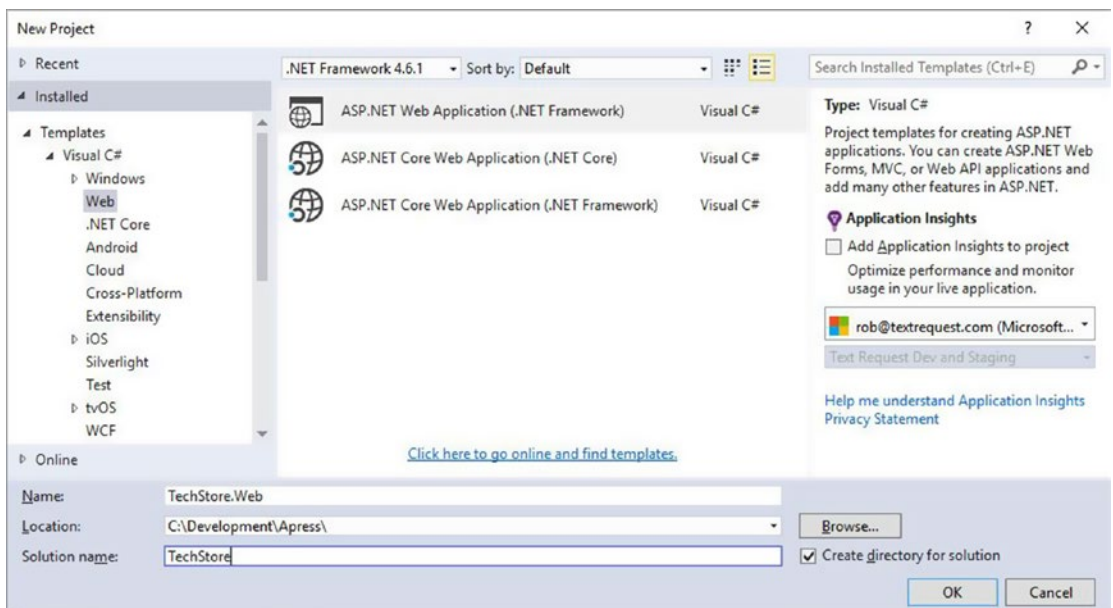 New Project
?
Recent
.NET Framework 4.6.1
Sort by: Default
Search Installed Templates (Ctrl+E)
Installed
Templates
Visual C#
Windows
Web
.NET Core
Android
Cloud
Cross-Platform
Extensibility
iOS
Silverlight
Test
tvOS
WCF
Online
ASP.NET Web Application (.NET Framework) Visual C#
ASP.NET Core Web Application (.NET Core) Visual C#
ASP.NET Core Web Application (.NET Framework) Visual C#
Click here to go online and find templates.
Type: Visual C#
Project templates for creating ASP.NET
applications. You can create ASP.NET Web
Forms, MVC, or Web API applications and
add many other features in ASP.NET.
Application Insights
Add Application Insights to project
Optimize performance and monitor
usage in your live application.
rob@textrequest.com (Microsoft...
Text Request Dev and Staging
Help me understand Application Insights
Privacy Statement
Name: TechStore.Web
Location: C:\Development\Apress\
Browse...
Solution name: TechStore
Create directory for solution
OK
Cancel